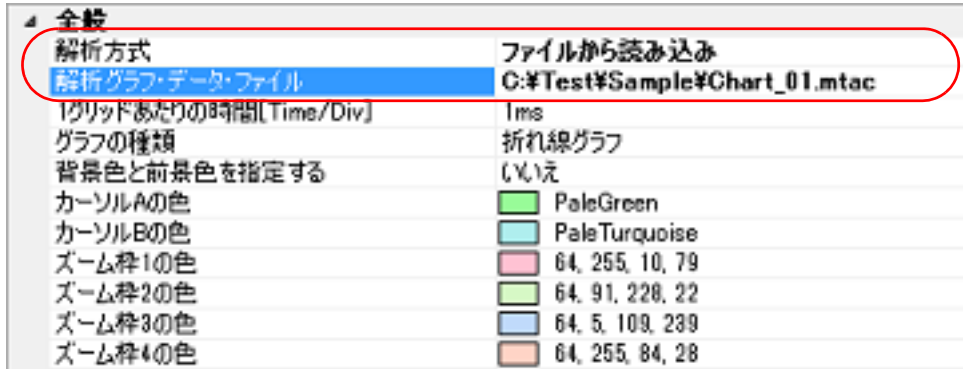 全般
解析方式 ファイルから読み込み
解析グラフ・データ・ファイル C:¥Test¥Sample¥Chart_01.mtac
1グリッドあたりの時間[Time/Div] 1ms
グラフの種類 折れ線グラフ
背景色と前景色を指定する いいえ
カーソルAの色 PaleGreen
カーソルBの色 PaleTurquoise
ズーム枠1の色 64, 255, 10, 79
ズーム枠2の色 64, 91, 228, 22
ズーム枠3の色 64, 5, 109, 239
ズーム枠4の色 64, 255, 84, 28